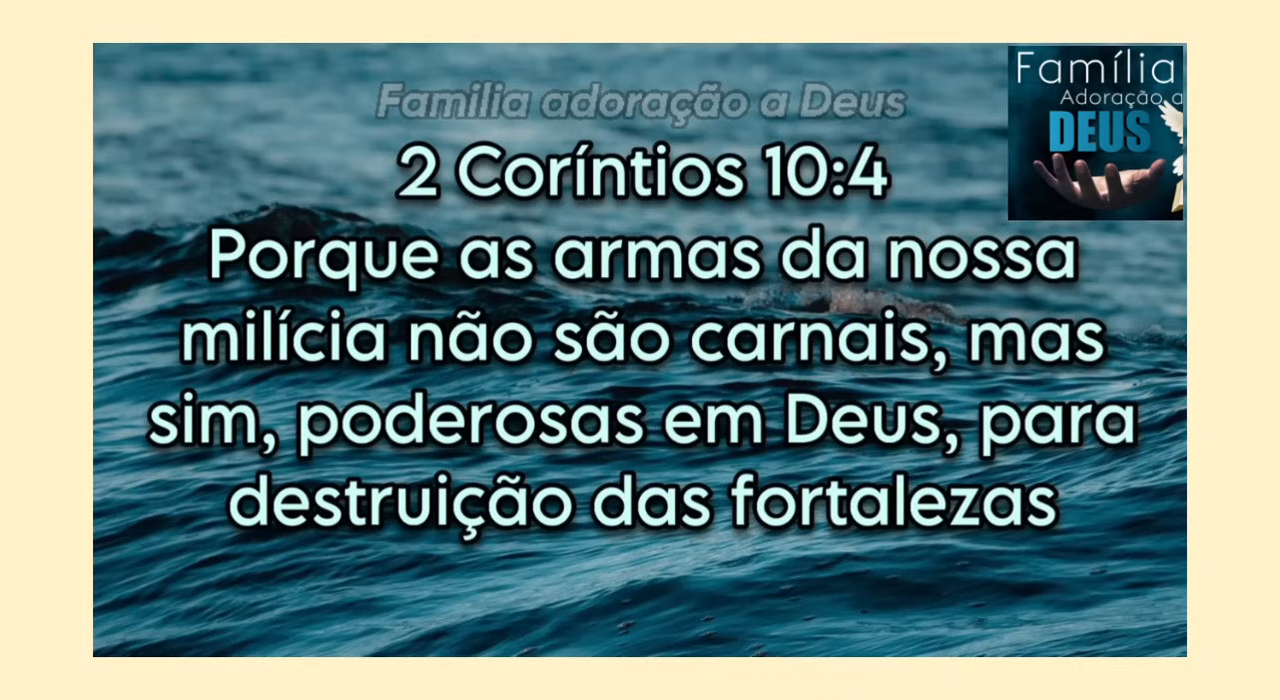 Familia adoração a Deus
2 Coríntios 10:4
Porque as armas da nossa
milícia não são carnais, mas
sim, poderosas em Deus, para
destruição das fortalezas
Família
Adoração a
DEUS